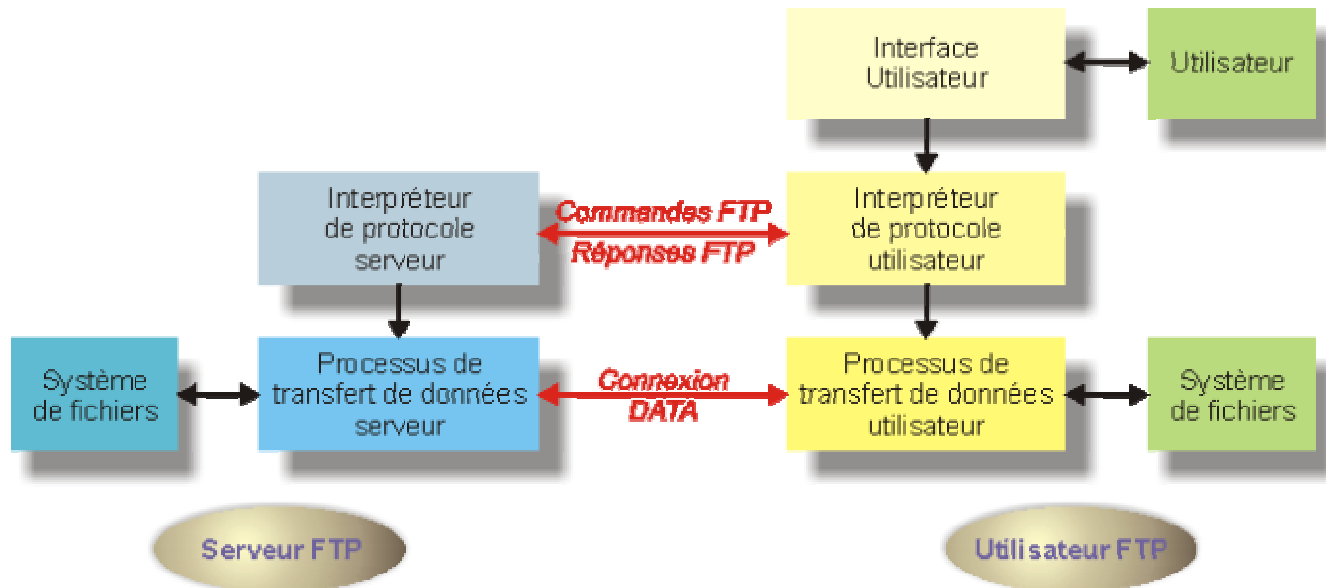 Interface
Utilisateur
Utilisateur
Interpréteur
de protocole
serveur
Commandes FTP
Réponses FTP
Interpréteur
de protocole
utilisateur
Système
de fichiers
Processus de
transfert de données
serveur
Connexion
DATA
Processus de
transfert de données
utilisateur
Système
de fichiers
Serveur FTP
Utilisateur FTP